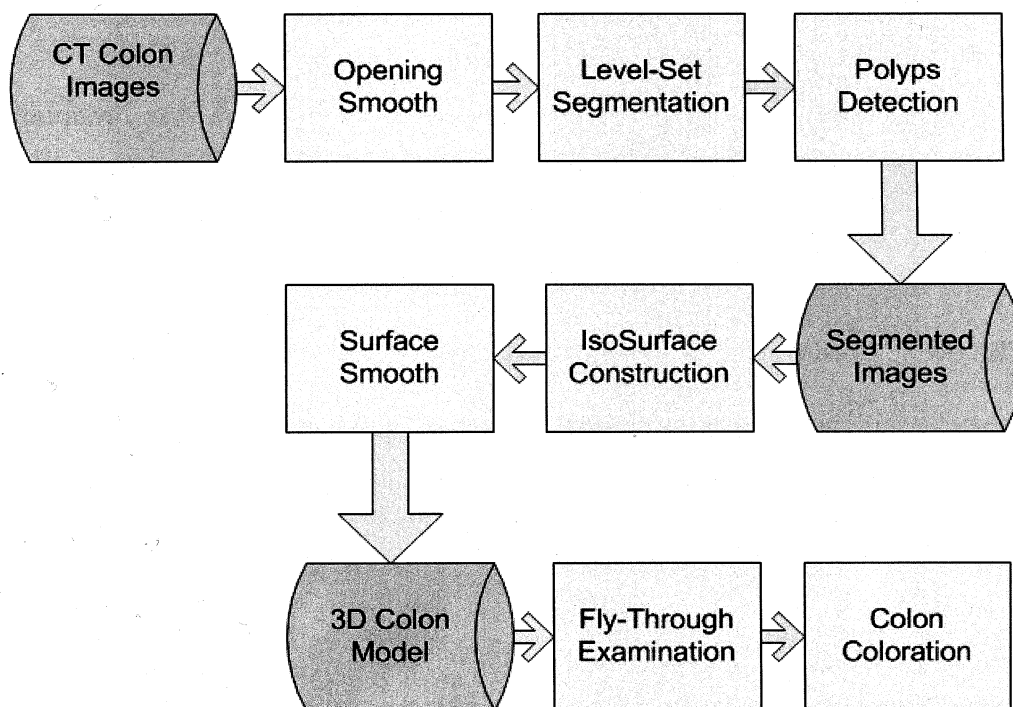 CT Colon
Images
Opening
Smooth
Level-Set
Segmentation
Polyps
Detection
Surface
Smooth
IsoSurface
Construction
Segmented
Images
3D Colon
Model
Fly-Through
Examination
Colon
Coloration